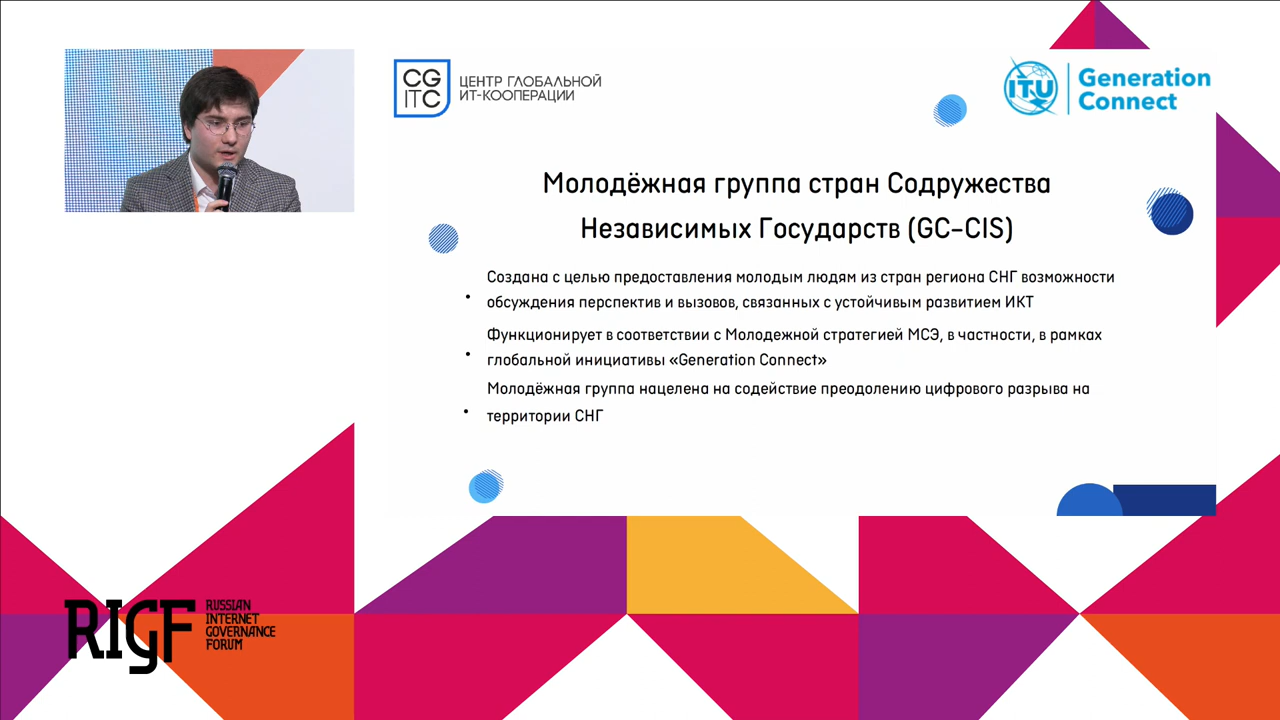 CG
ITC
ЦЕНТР ГЛОБАЛЬНОЙ
ИТ-КООПЕРАЦИИ
ITU
Generation
Connect
Молодёжная группа стран Содружества
Независимых Государств (GC-CIS)
• Создана с целью предоставления молодым людям из стран региона СНГ возможности
обсуждения перспектив и вызовов, связанных с устойчивым развитием ИКТ
• Функционирует в соответствии с Молодежной стратегией МСЭ, в частности, в рамках
глобальной инициативы «Generation Connect»
• Молодёжная группа нацелена на содействие преодолению цифрового разрыва на
территории СНГ
RIGF
RUSSIAN
INTERNET
GOVERNANCE
FORUM